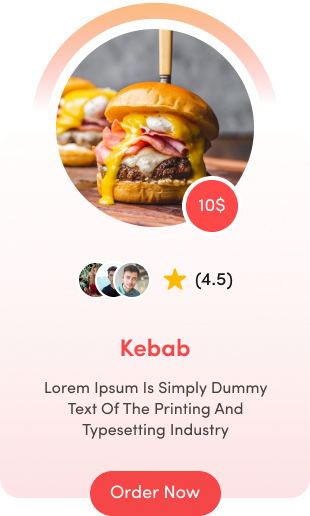 10$
(4.5)
Kebab
Lorem Ipsum Is Simply Dummy
Text Of The Printing And
Typesetting Industry
Order Now